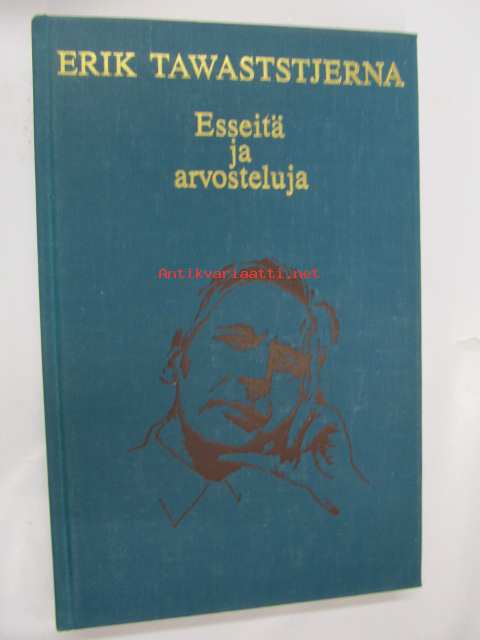 ERIK TAWASTSTJERNA
Esseitä
ja
arvosteluja
Antikvariaatti.net